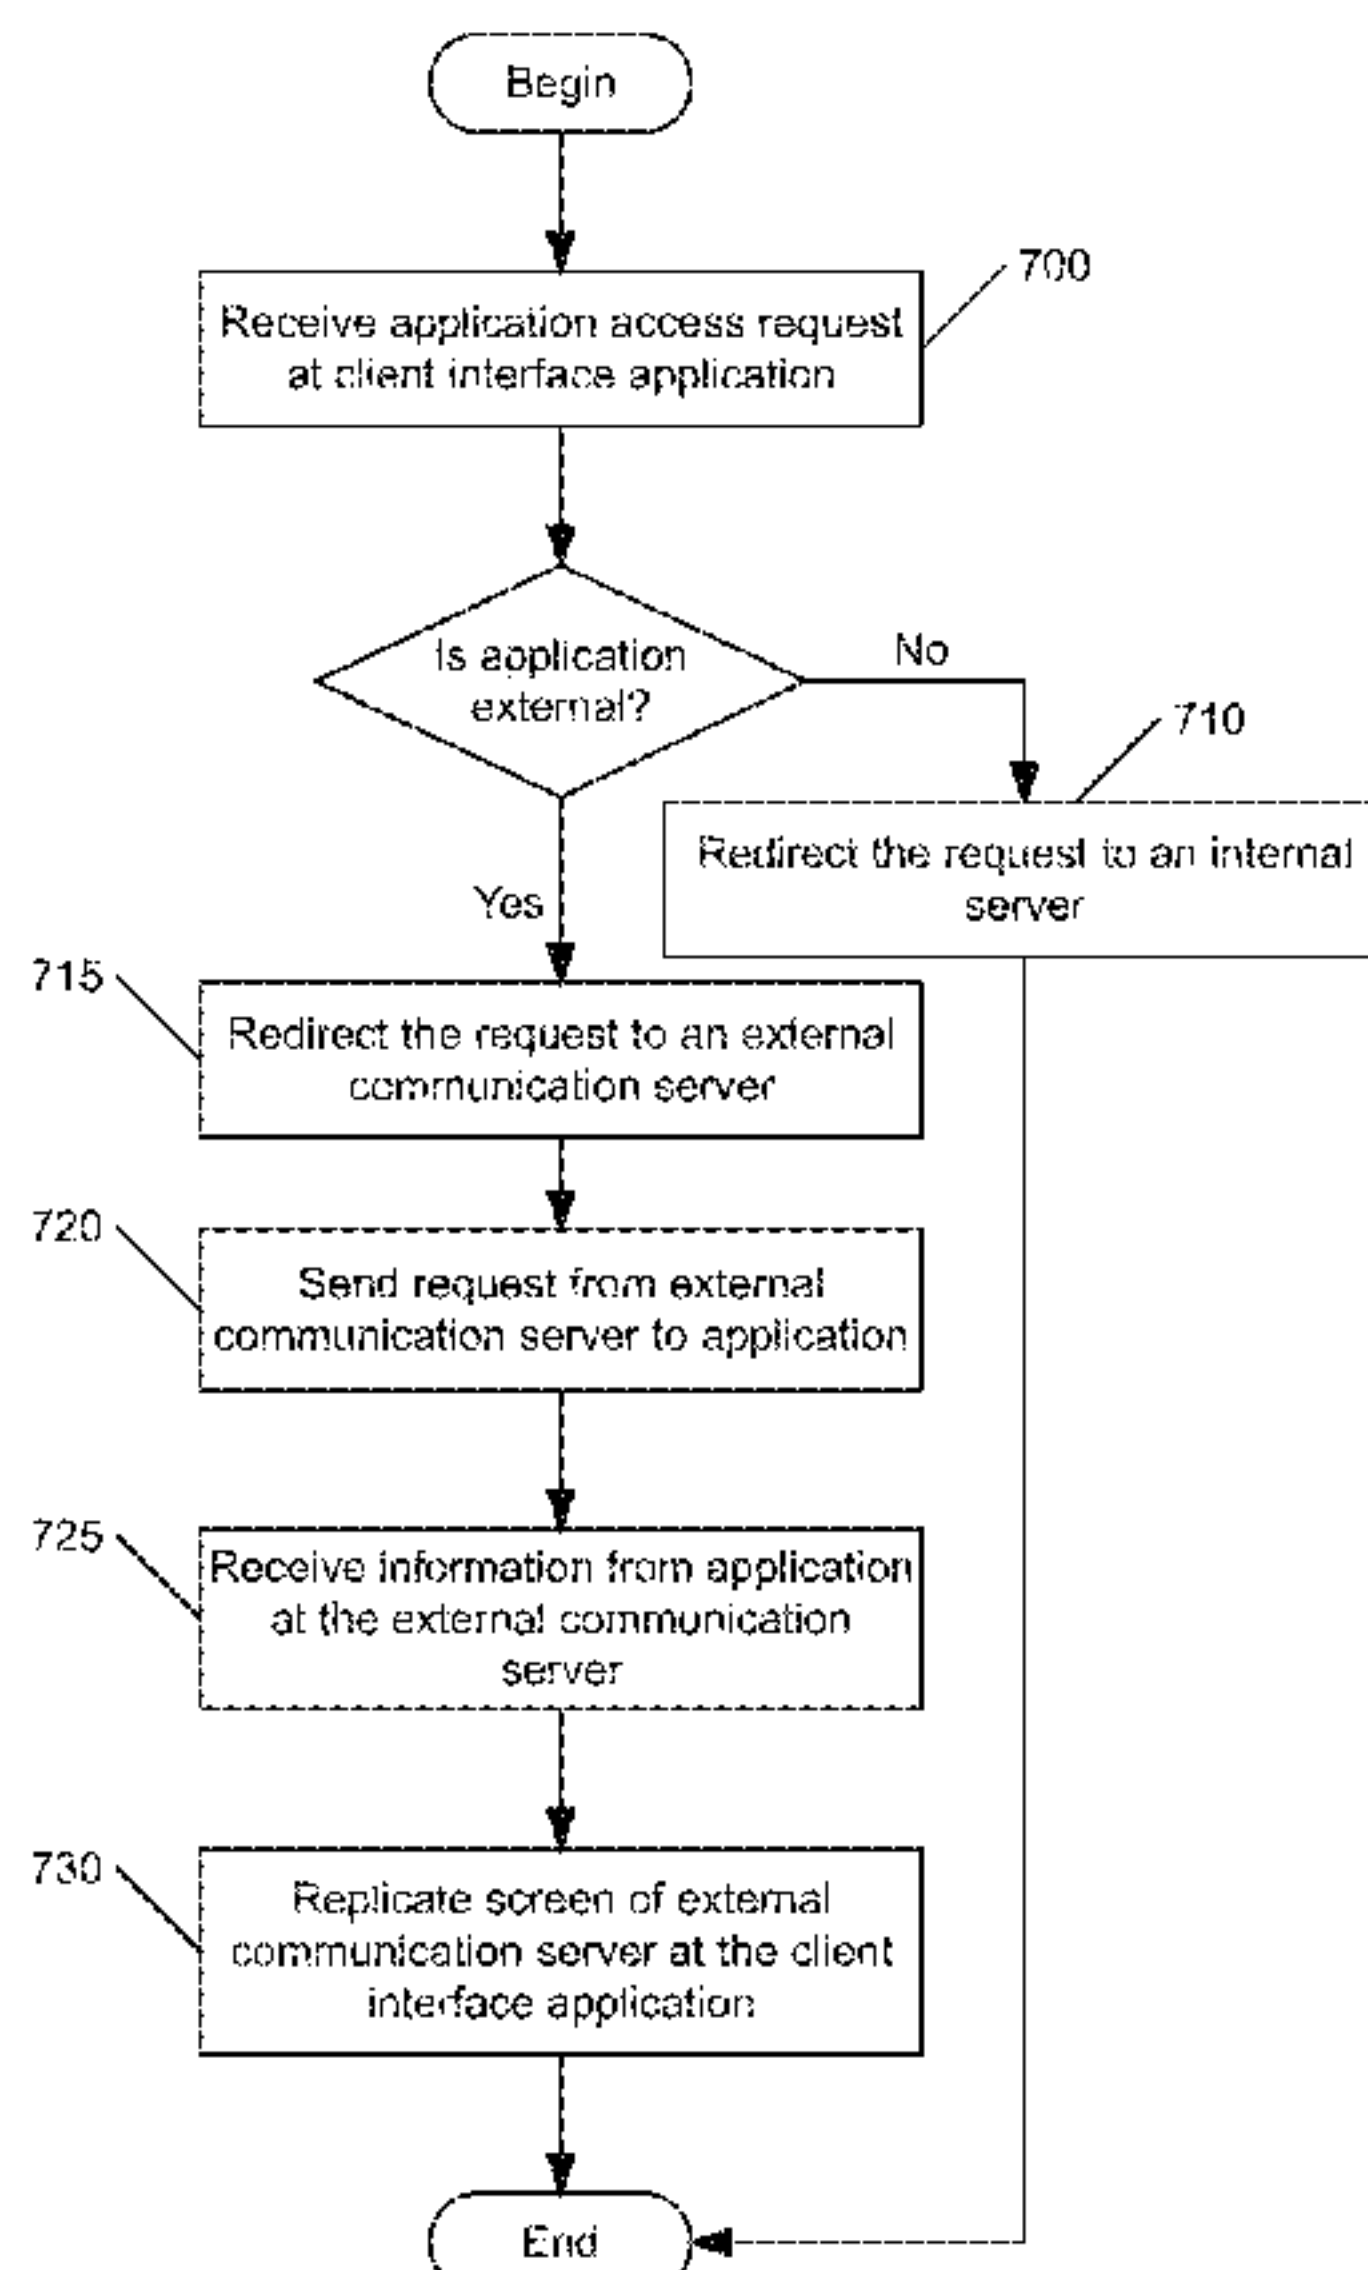 Begin
700
Receive application access request
at client interface application
Is application
external?
No
710
Redirect the request to an internal
server
Yes
715
Redirect the request to an external
communication server
720
Send request from external
communication server to application
725
Receive information from application
at the external communication
server
730
Replicate screen of external
communication server at the client
interface application
End